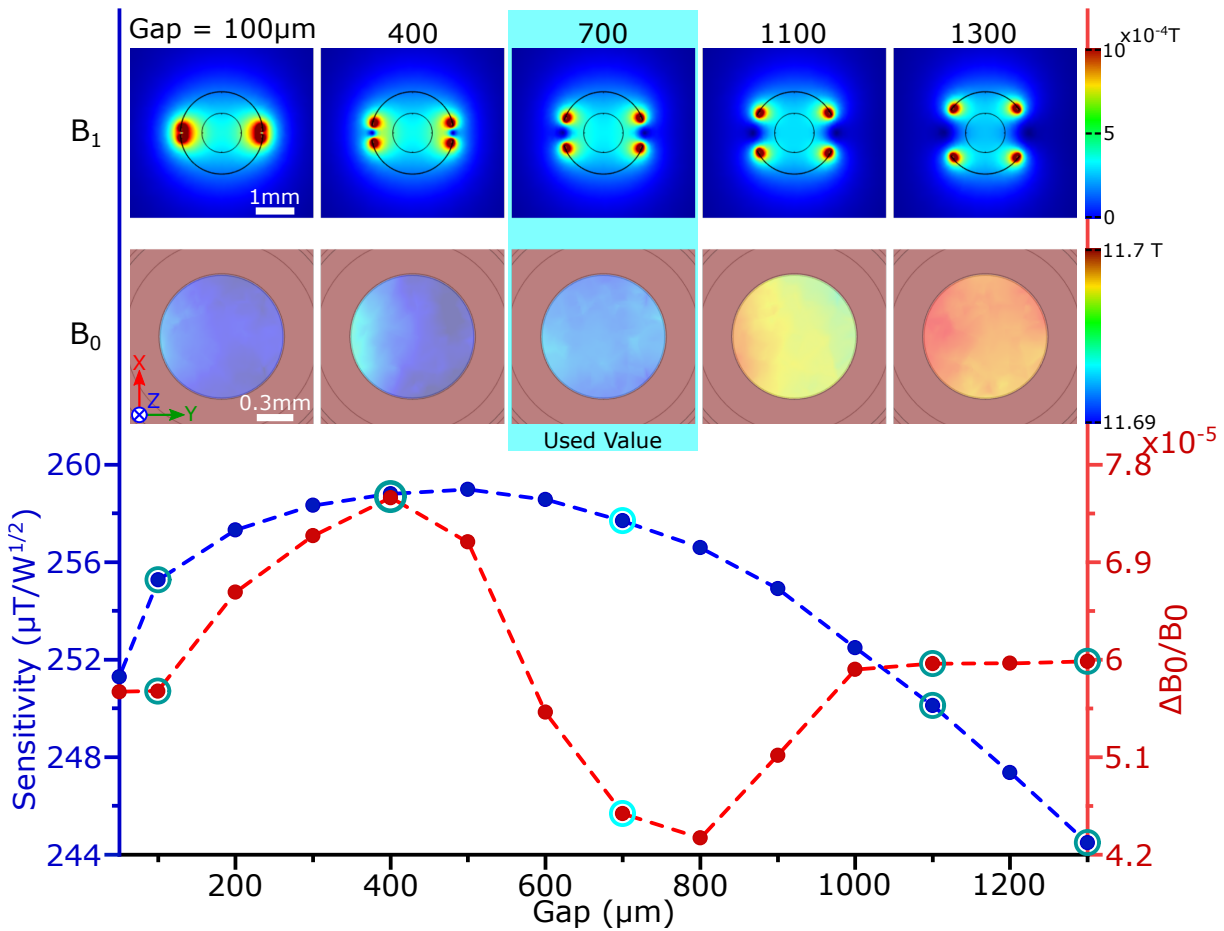 Gap = 100μm 400 700 1100 1300
x10⁻⁴T
10
B₁
5
1mm
0
11.7 T
B₀
X
Z
Y
0.3mm
11.69
Used Value
x10⁻⁵
260
7.8
256
6.9
252
6
248
5.1
244
4.2
Sensitivity (μT/W^1/2)
ΔB₀/B₀
200 400 600 800 1000 1200
Gap (μm)